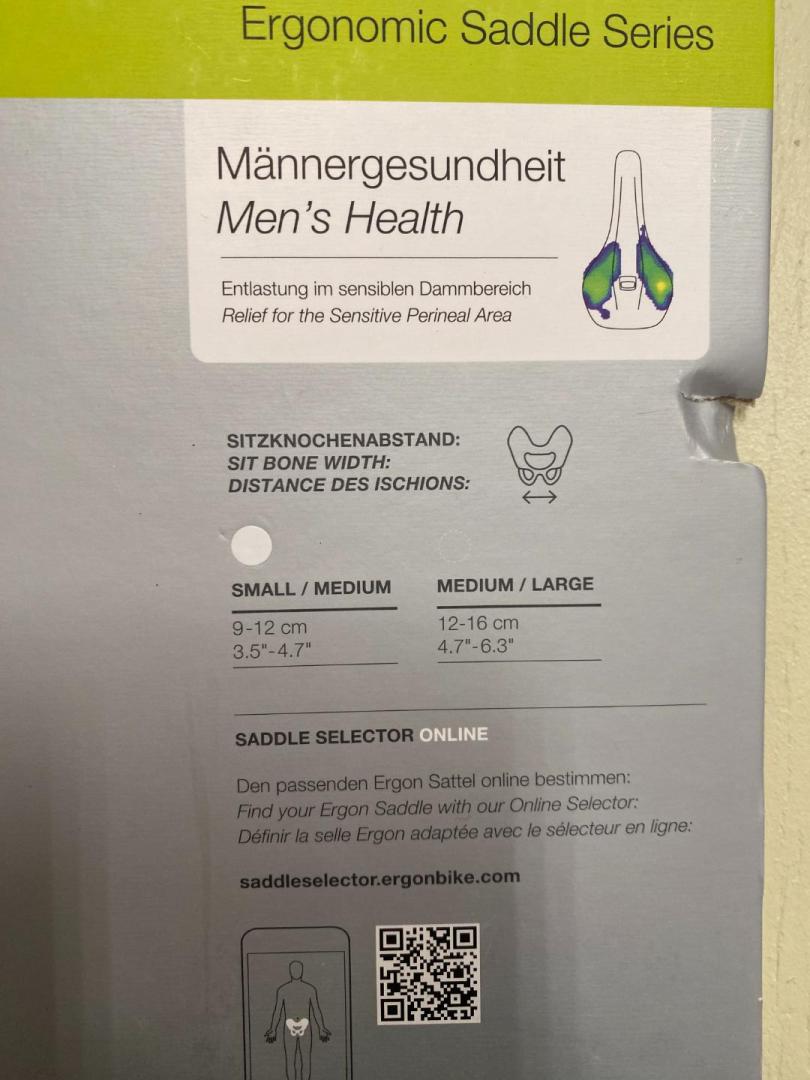 Ergonomic Saddle Series
Männergesundheit
Men's Health
Entlastung im sensiblen Dammbereich
Relief for the Sensitive Perineal Area
SITZKNOCHENABSTAND:
SIT BONE WIDTH:
DISTANCE DES ISCHIONS:
SMALL / MEDIUM
9-12 cm
3.5"-4.7"
MEDIUM / LARGE
12-16 cm
4.7"-6.3"
SADDLE SELECTOR ONLINE
Den passenden Ergon Sattel online bestimmen:
Find your Ergon Saddle with our Online Selector:
Définir la selle Ergon adaptée avec le sélecteur en ligne:
saddleselector.ergonbike.com